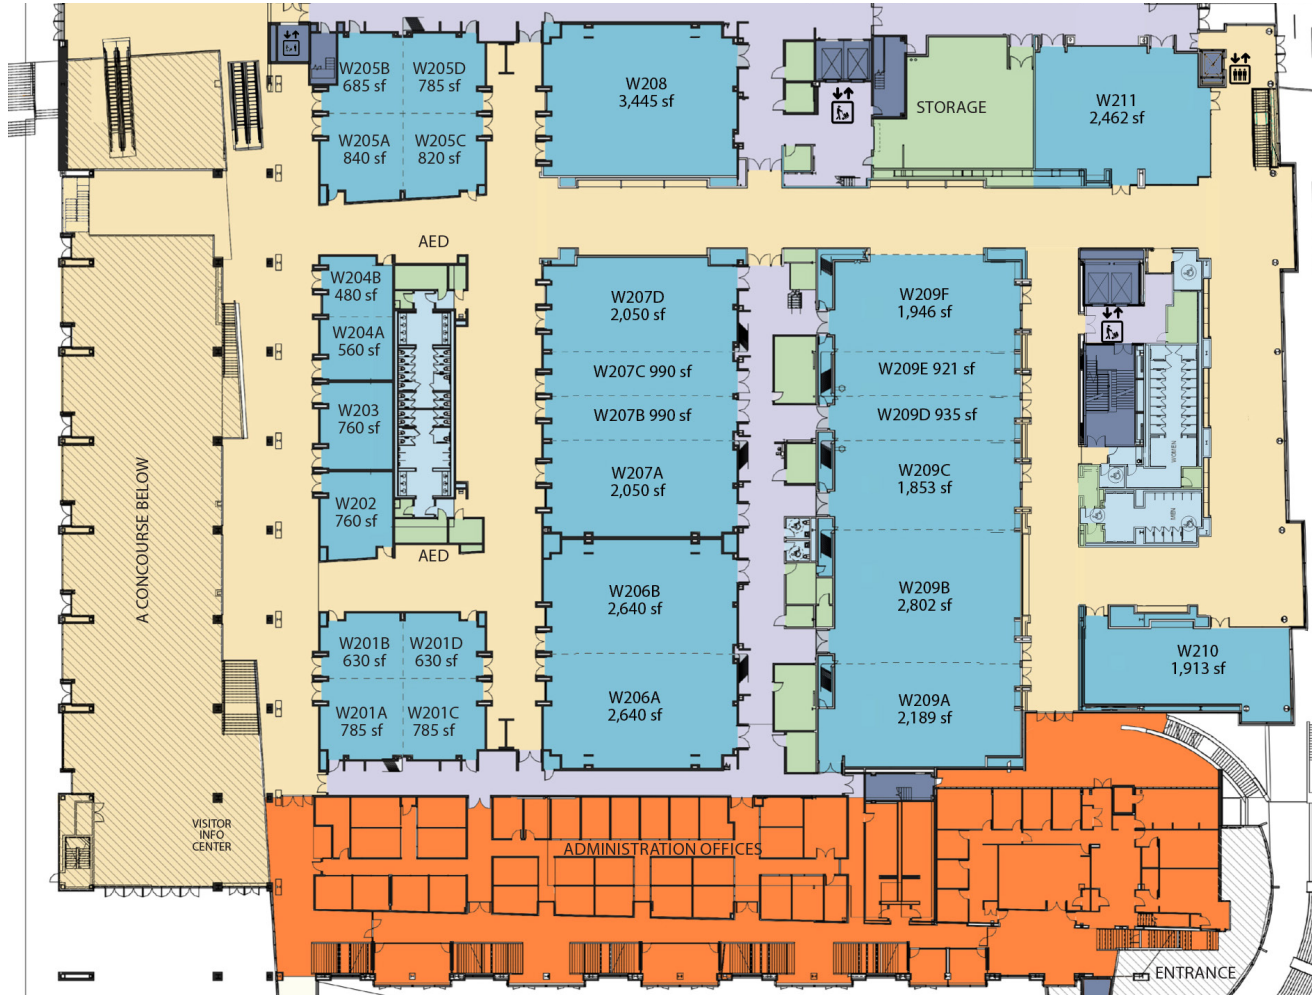 W205B
685 sf
W205D
785 sf
W205A
840 sf
W205C
820 sf
W208
3,445 sf
STORAGE
W211
2,462 sf
AED
W204B
480 sf
W204A
560 sf
W203
760 sf
W202
760 sf
AED
W207D
2,050 sf
W207C 990 sf
W207B 990 sf
W207A
2,050 sf
W206B
2,640 sf
W206A
2,640 sf
W209F
1,946 sf
W209E 921 sf
W209D 935 sf
W209C
1,853 sf
W209B
2,802 sf
W209A
2,189 sf
WOMEN
MEN
W210
1,913 sf
A CONCOURSE BELOW
W201B
630 sf
W201D
630 sf
W201A
785 sf
W201C
785 sf
VISITOR
INFO
CENTER
ADMINISTRATION OFFICES
ENTRANCE